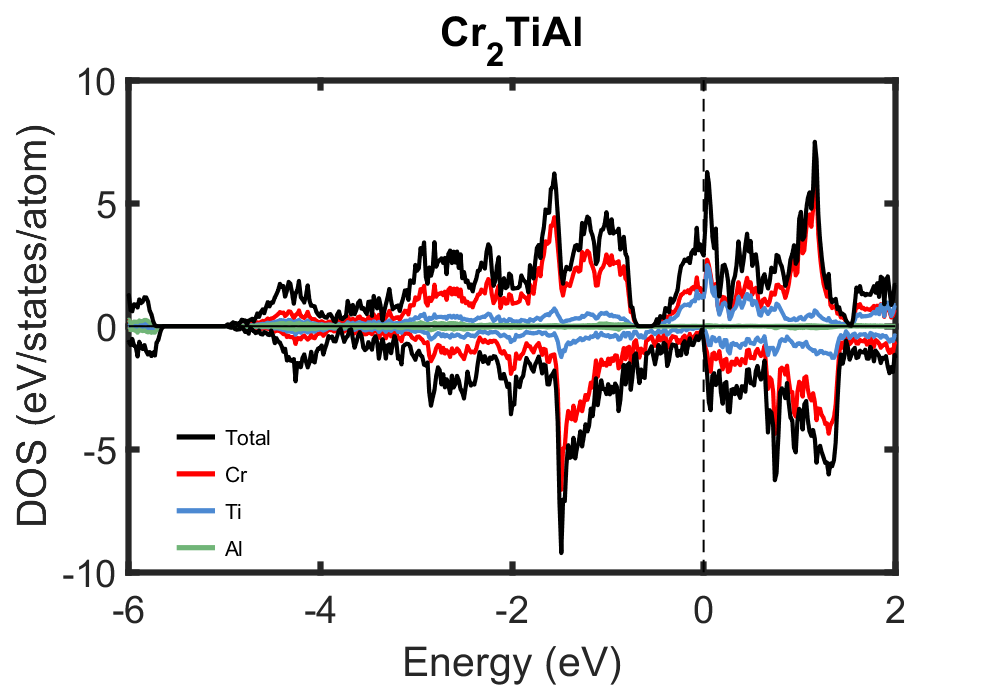 Cr₂TiAl
10
5
0
-5
-10
DOS (eV/states/atom)
Total
Cr
Ti
Al
-6 -4 -2 0 2
Energy (eV)